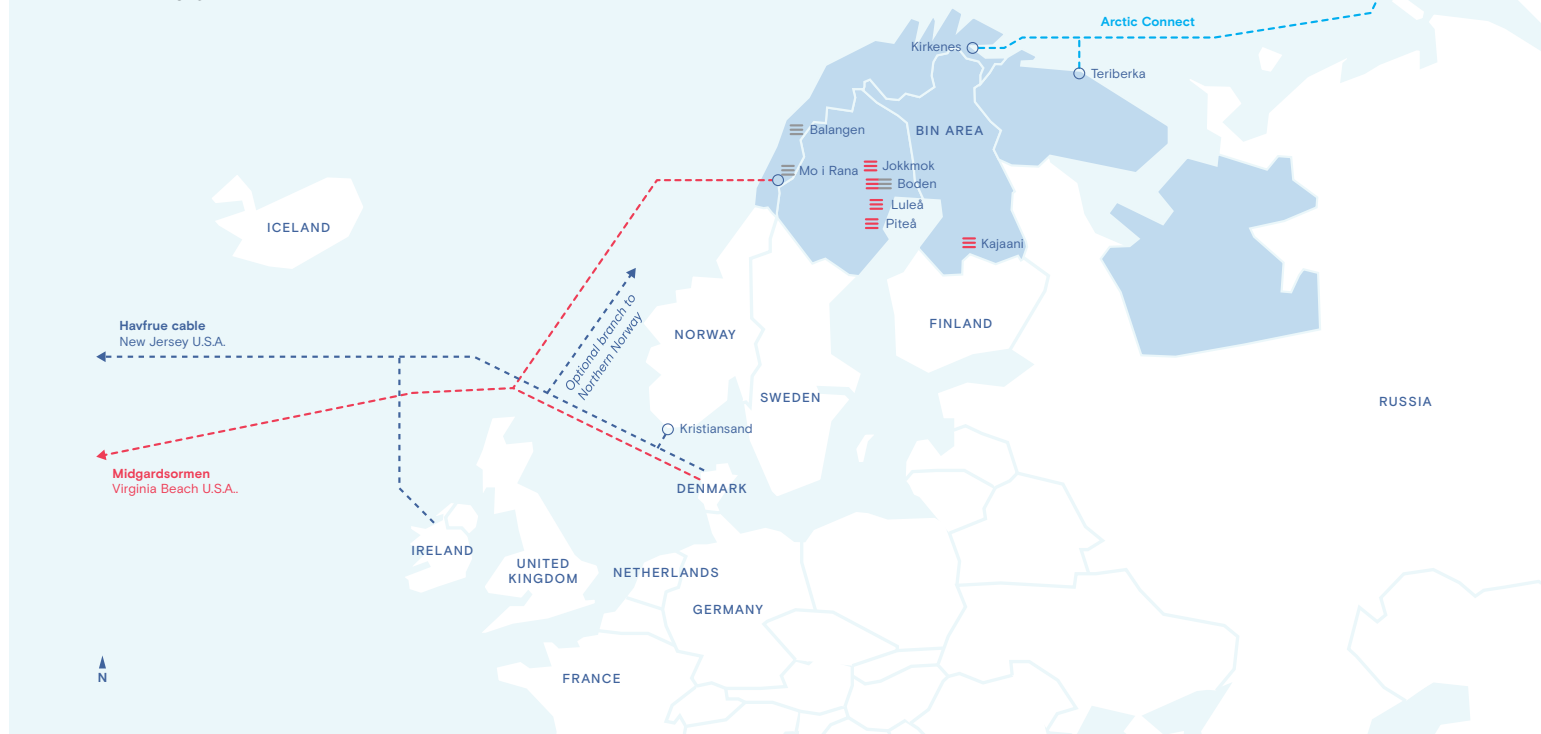 Arctic Connect
Kirkenes
Teriberka
Balangen
BIN AREA
Jokkmok
Mo i Rana
Boden
Luleå
Piteå
ICELAND
Kajaani
Havfrue cable
New Jersey U.S.A.
Optional branch to
Northern Norway
NORWAY
FINLAND
SWEDEN
RUSSIA
Kristiansand
Midgardsormen
Virginia Beach U.S.A..
DENMARK
IRELAND
UNITED
KINGDOM
NETHERLANDS
GERMANY
N
FRANCE